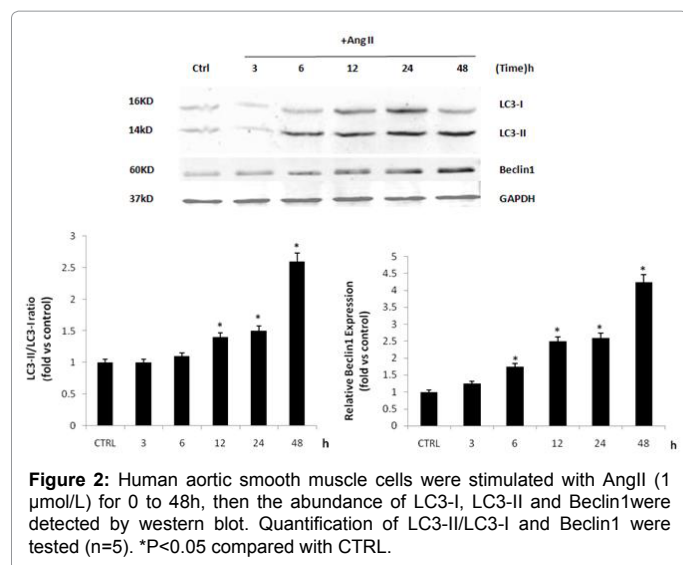 +Ang II
Ctrl 3 6 12 24 48 (Time)h
16KD LC3-I
14kD LC3-II
60KD Beclin1
37kD GAPDH
LC3-II/LC3-I ratio
(fold vs control)
3
2.5
2
1.5
1
0.5
0
* * *
CTRL 3 6 12 24 48 h
Relative Beclin1 Expression
(fold vs control)
5
4.5
4
3.5
3
2.5
2
1.5
1
0.5
0
* * * *
CTRL 3 6 12 24 48 h
Figure 2: Human aortic smooth muscle cells were stimulated with AngII (1
µmol/L) for 0 to 48h, then the abundance of LC3-I, LC3-II and Beclin1were
detected by western blot. Quantification of LC3-II/LC3-I and Beclin1 were
tested (n=5). *P<0.05 compared with CTRL.